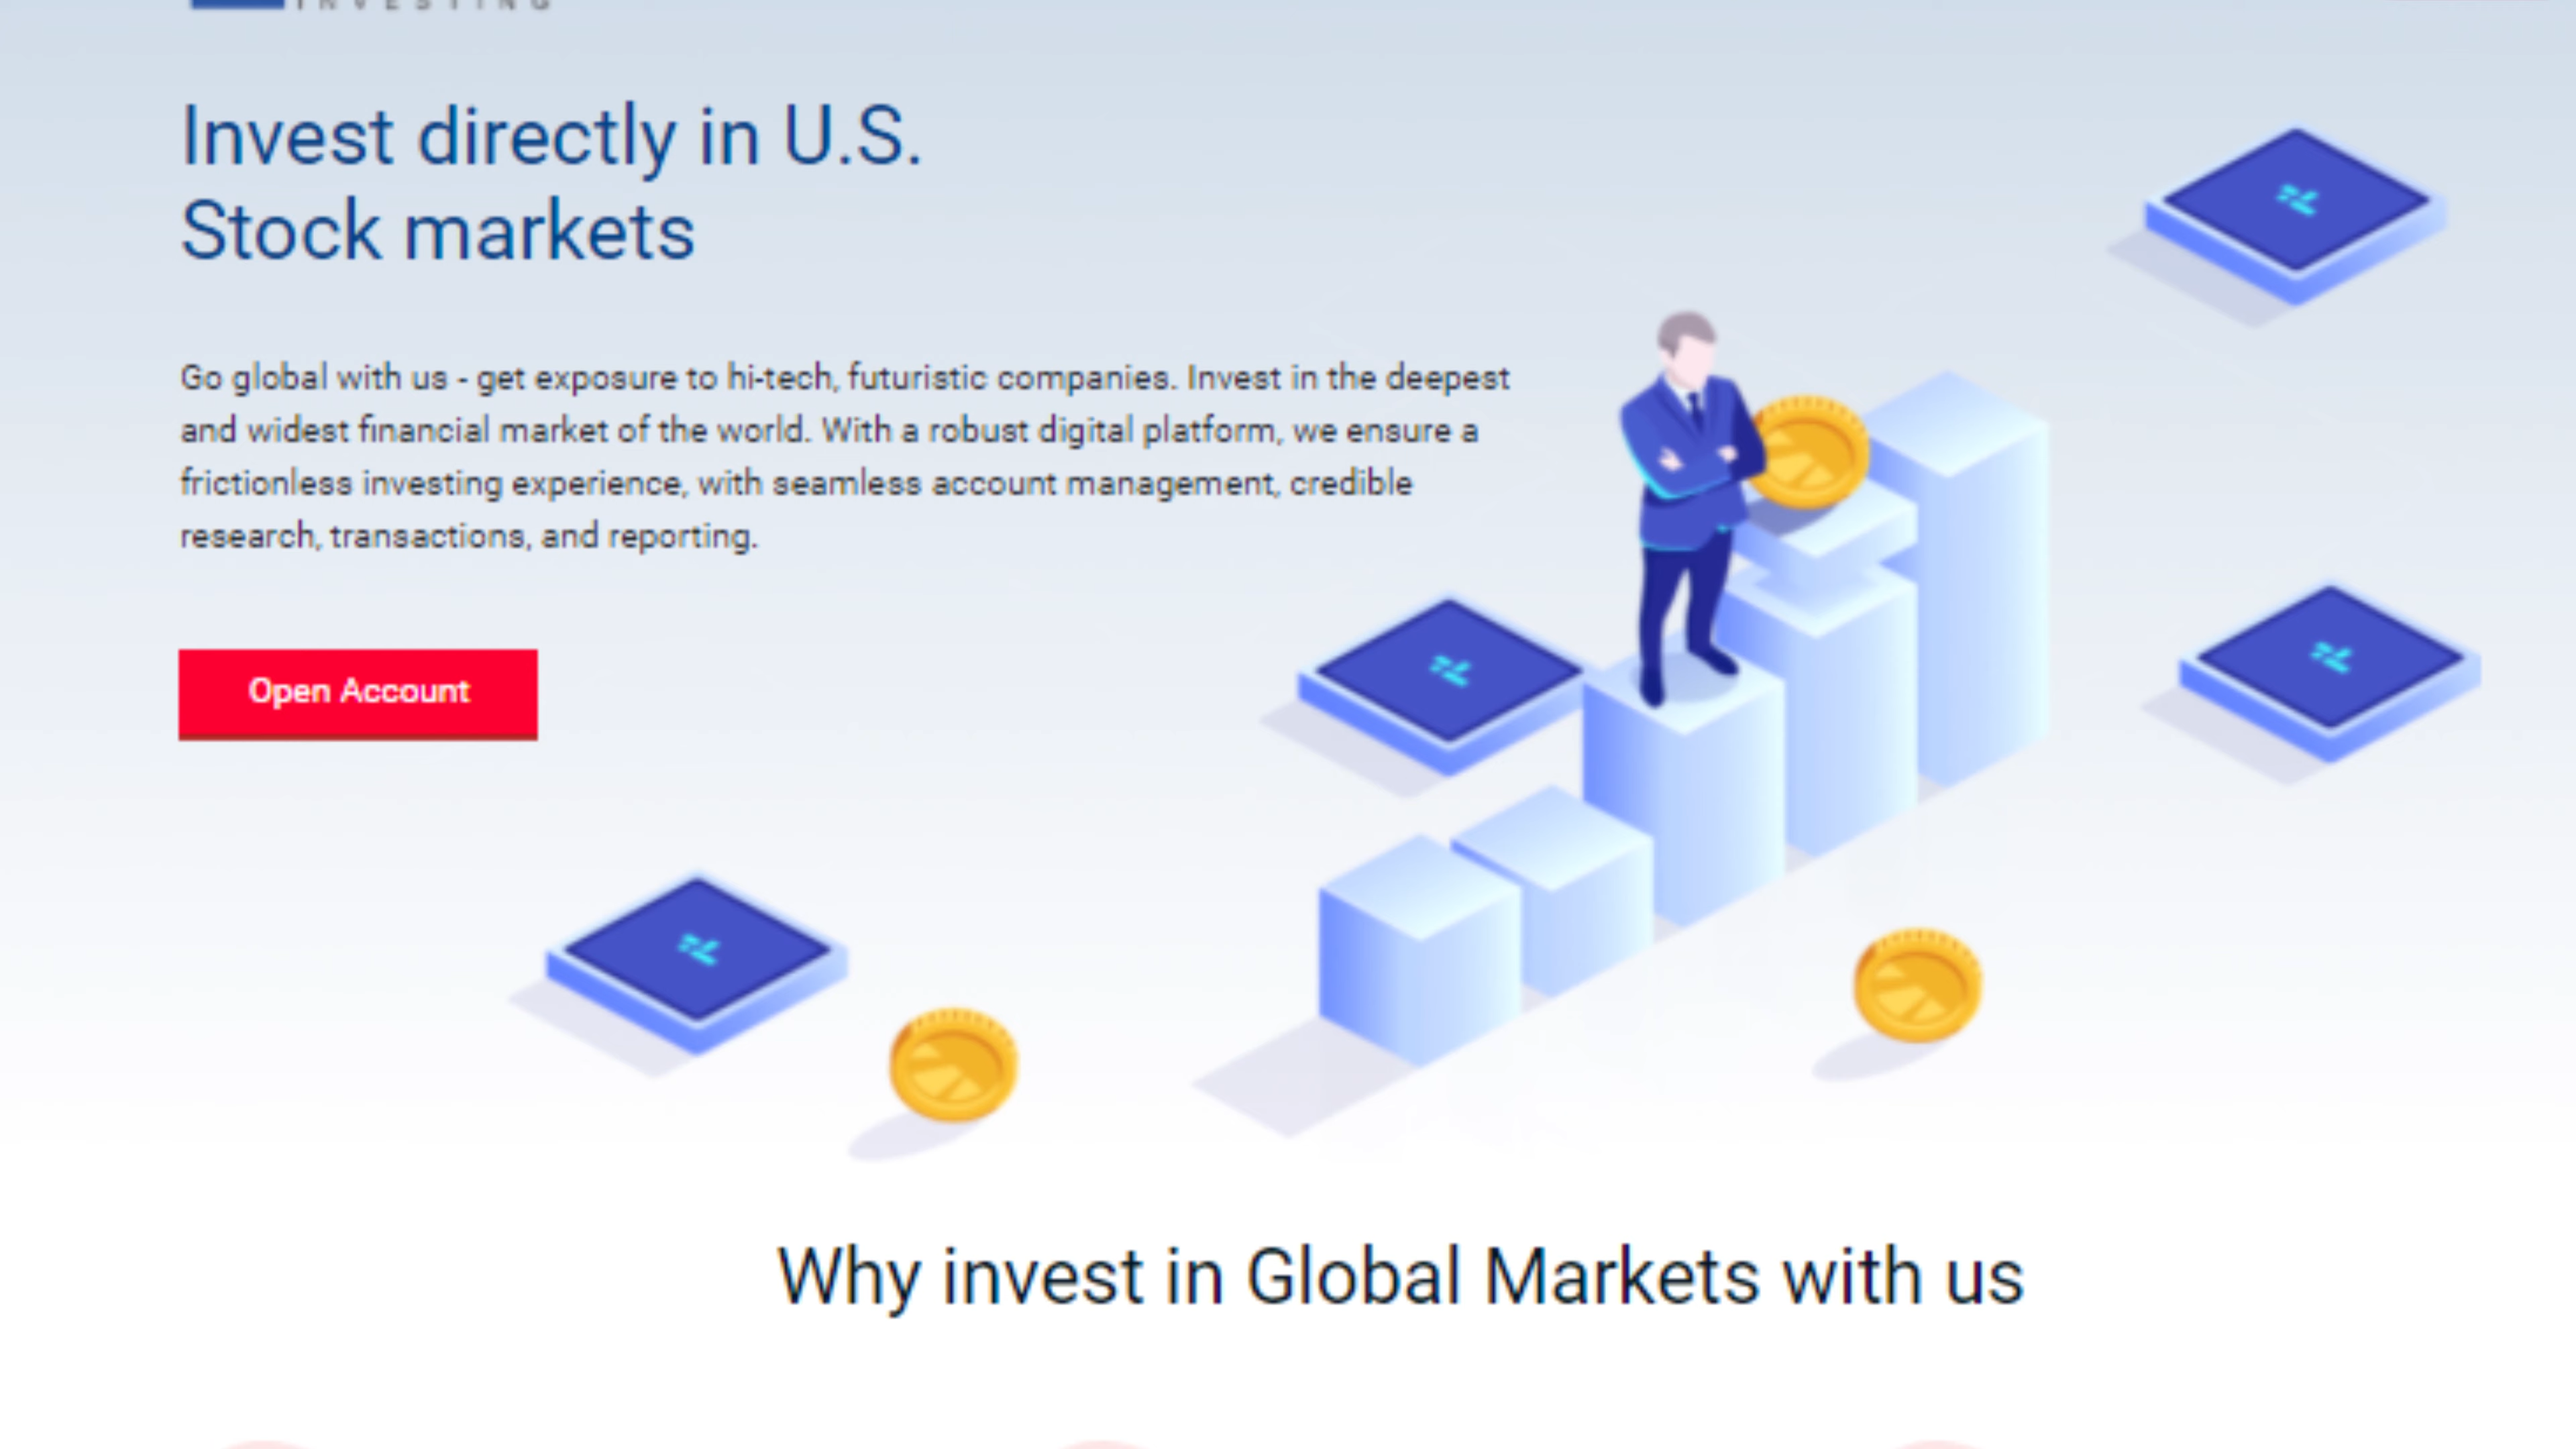 INVESTING
Invest directly in U.S.
Stock markets
Go global with us - get exposure to hi-tech, futuristic companies. Invest in the deepest
and widest financial market of the world. With a robust digital platform, we ensure a
frictionless investing experience, with seamless account management, credible
research, transactions, and reporting.
Open Account
Why invest in Global Markets with us